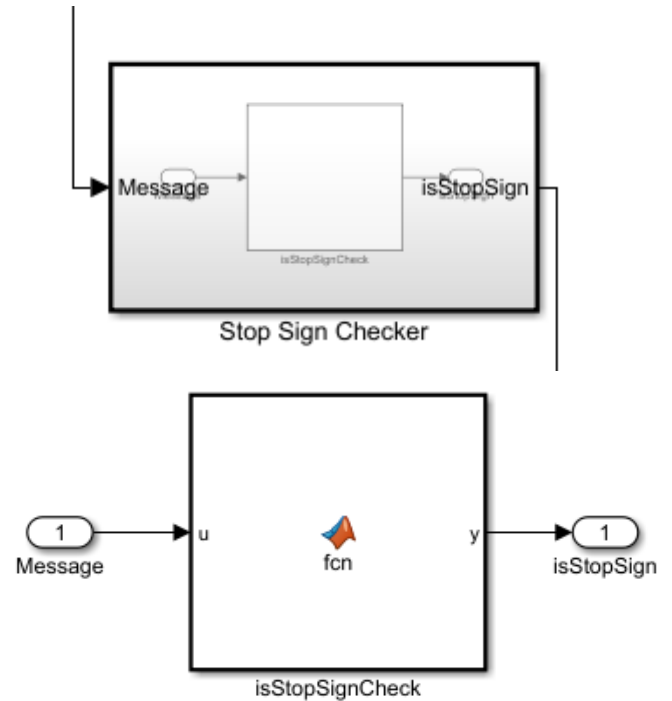 Message
isStopSign
isStopSignCheck
Stop Sign Checker
1
u
fcn
y
1
Message
isStopSign
isStopSignCheck